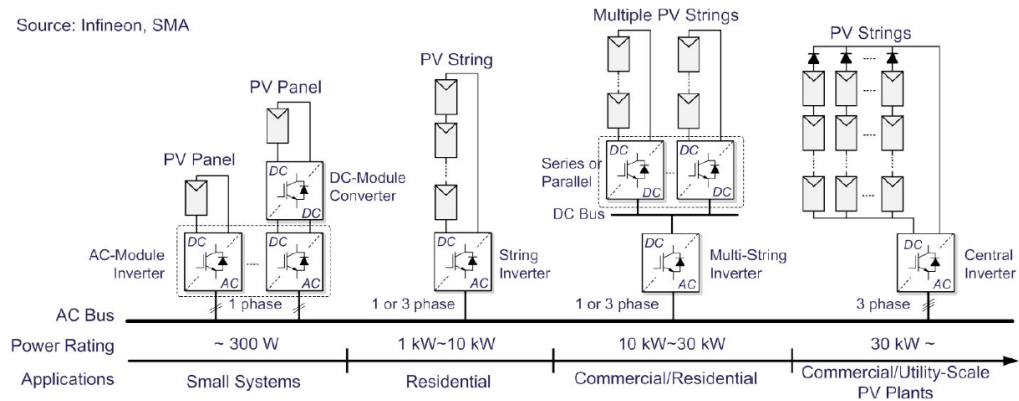 Source: Infineon, SMA
Multiple PV Strings
PV Strings
PV String
PV Panel
PV Panel
DC
DC
DC-Module
Converter
DC
DC
DC
DC
Series or
Parallel
DC Bus
AC-Module
Inverter
DC
AC
DC
AC
DC
AC
String
Inverter
DC
AC
Multi-String
Inverter
DC
AC
Central
Inverter
1 phase
1 or 3 phase
1 or 3 phase
3 phase
AC Bus
Power Rating
~ 300 W
1 kW~10 kW
10 kW~30 kW
30 kW ~
Applications
Small Systems
Residential
Commercial/Residential
Commercial/Utility-Scale
PV Plants